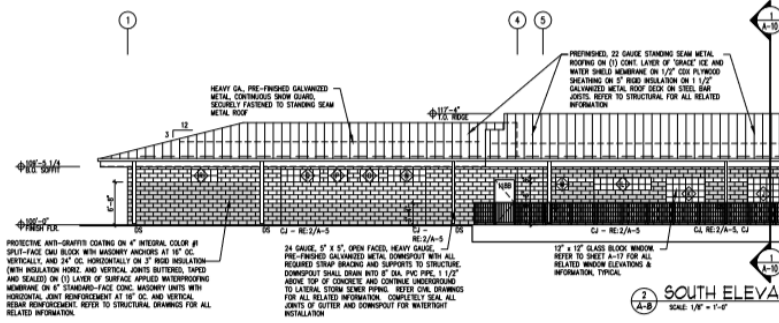 1
4
5
1
A-10
PREFINISHED, 22 GAUGE STANDING SEAM METAL
ROOFING ON (1) CONT. LAYER OF 'GRACE' ICE AND
WATER SHIELD MEMBRANE ON 1/2" CDX PLYWOOD
SHEATHING ON 5" RIGID INSULATION ON 1 1/2"
GALVANIZED METAL ROOF DECK ON STEEL BAR
JOISTS. REFER TO STRUCTURAL FOR ALL RELATED
INFORMATION
HEAVY GA., PRE-FINISHED GALVANIZED
METAL, CONTINUOUS SNOW GUARD,
SECURELY FASTENED TO STANDING SEAM
METAL ROOF
117'-4"
T.O. RIDGE
12
3
108'-5 1/4
B.O. SOFFIT
100'-0"
FINISH FLR.
DS
DS
CJ - RE:2/A-5
CJ -
RE:2/A-5
DS
CJ - RE:2/A-5
CJ, RE:2/A-5, CJ
PROTECTIVE ANTI-GRAFFITI COATING ON 4" INTEGRAL COLOR #1
SPLIT-FACE CMU BLOCK WITH MASONRY ANCHORS AT 16" OC.
VERTICALLY, AND 24" OC. HORIZONTALLY ON 3" RIGID INSULATION
(WITH INSULATION HORIZ. AND VERTICAL JOINTS BUTTERED, TAPED
AND SEALED) ON (1) LAYER OF SURFACE APPLIED WATERPROOFING
MEMBRANE ON 8" STANDARD-FACE CONC. MASONRY UNITS WITH
HORIZONTAL JOINT REINFORCEMENT AT 16" OC. AND VERTICAL
REBAR REINFORCEMENT. REFER TO STRUCTURAL DRAWINGS FOR ALL
RELATED INFORMATION.
24 GAUGE, 5" X 5", OPEN FACED, HEAVY GAUGE,
PRE-FINISHED GALVANIZED METAL DOWNSPOUT WITH ALL
REQUIRED STRAP BRACING AND SUPPORTS TO STRUCTURE.
DOWNSPOUT SHALL DRAIN INTO 8" DIA. PVC PIPE, 1 1/2"
ABOVE TOP OF CONCRETE AND CONTINUE UNDERGROUND
TO LATERAL STORM SEWER PIPING. REFER CIVIL DRAWINGS
FOR ALL RELATED INFORMATION. COMPLETELY SEAL ALL
JOINTS OF GUTTER AND DOWNSPOUT FOR WATERTIGHT
INSTALLATION
12" x 12" GLASS BLOCK WINDOW.
REFER TO SHEET A-17 FOR ALL
RELATED WINDOW ELEVATIONS &
INFORMATION, TYPICAL
1
A-10
2
A-8
SOUTH ELEVA
SCALE: 1/8" = 1'-0"